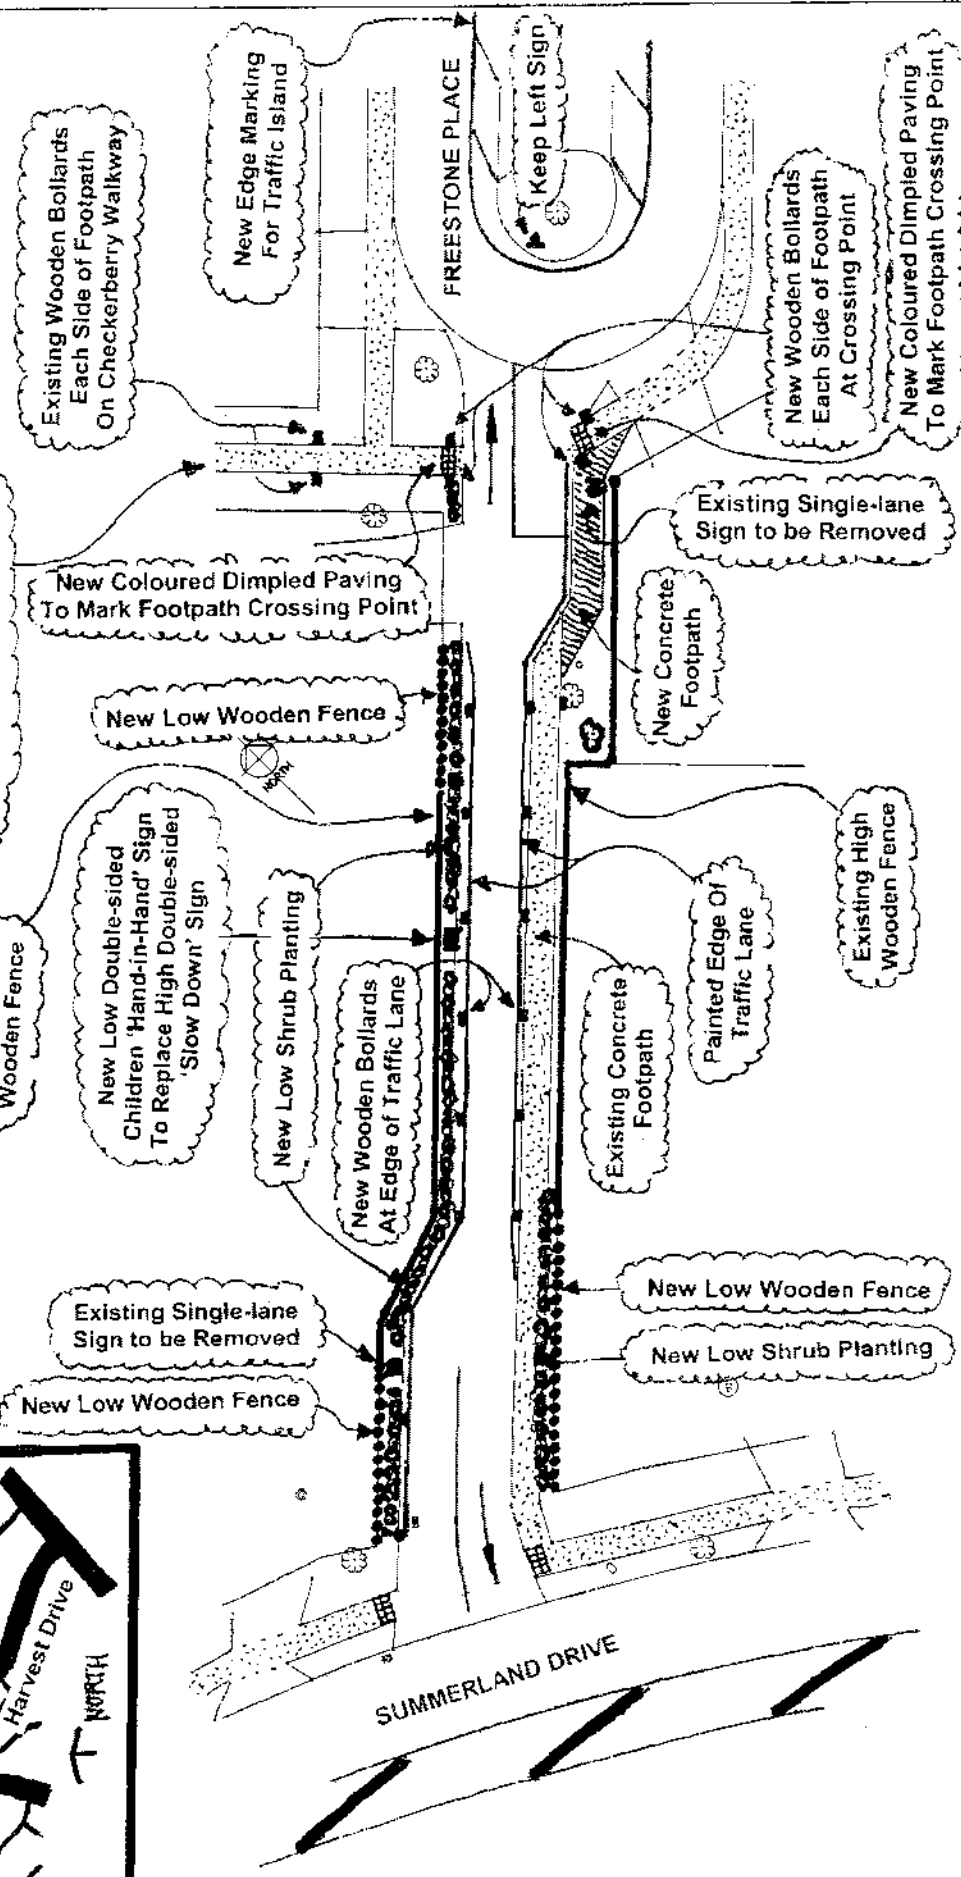 Existing Wooden Bollards
Each Side of Footpath
On Checkerberry Walkway
New Edge Marking
For Traffic Island
FREESTONE PLACE
Keep Left Sign
New Coloured Dimpled Paving
To Mark Footpath Crossing Point
New Wooden Bollards
Each Side of Footpath
At Crossing Point
Existing Single-lane
Sign to be Removed
New Coloured Dimpled Paving
To Mark Footpath Crossing Point
New Concrete
Footpath
New Low Wooden Fence
NORTH
Wooden Fence
New Low Double-sided
Children 'Hand-in-Hand' Sign
To Replace High Double-sided
'Slow Down' Sign
New Low Shrub Planting
New Wooden Bollards
At Edge of Traffic Lane
Existing Concrete
Footpath
Painted Edge Of
Traffic Lane
Existing High
Wooden Fence
Existing Single-lane
Sign to be Removed
New Low Wooden Fence
New Low Wooden Fence
New Low Shrub Planting
SUMMERLAND DRIVE
Harvest Drive
NORTH